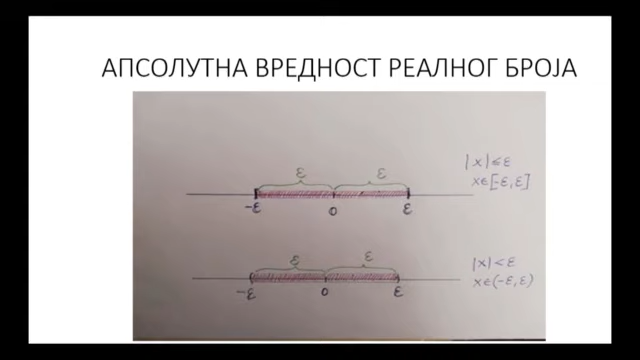 АПСОЛУТНА ВРЕДНОСТ РЕАЛНОГ БРОЈА
ε ε
|x|≤ε
x∈[-ε,ε]
-ε 0 ε
ε ε
|x|<ε
x∈(-ε,ε)
-ε 0 ε